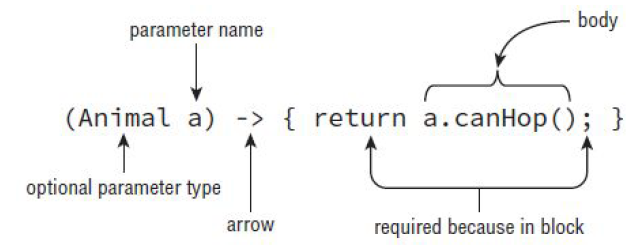 body
parameter name
(Animal a) -> { return a.canHop(); }
optional parameter type
arrow
required because in block